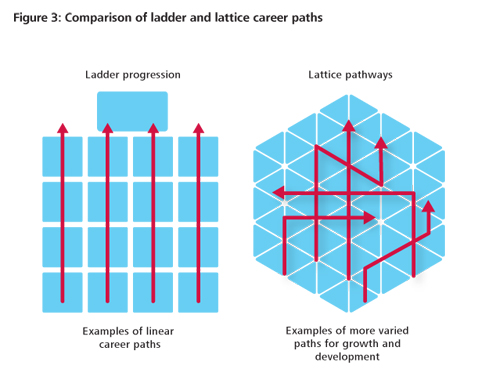 Figure 3: Comparison of ladder and lattice career paths
Ladder progression
Lattice pathways
Examples of linear
career paths
Examples of more varied
paths for growth and
development